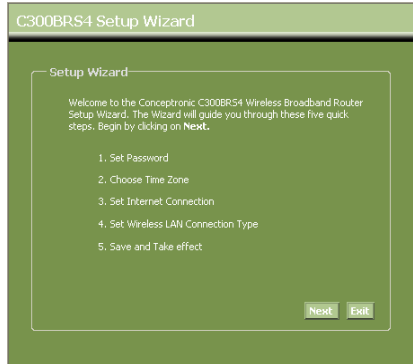 C300BRS4 Setup Wizard
Setup Wizard
Welcome to the Conceptronic C300BRS4 Wireless Broadband Router
Setup Wizard. The Wizard will guide you through these five quick
steps. Begin by clicking on Next.
1. Set Password
2. Choose Time Zone
3. Set Internet Connection
4. Set Wireless LAN Connection Type
5. Save and Take effect
Next Exit